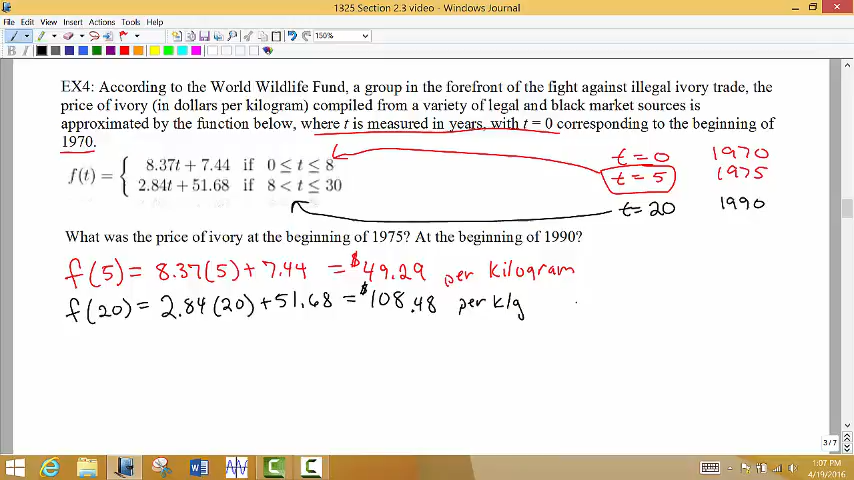 1325 Section 2.3 video - Windows Journal
File Edit View Insert Actions Tools Help
150%
B I
EX4: According to the World Wildlife Fund, a group in the forefront of the fight against illegal ivory trade, the
price of ivory (in dollars per kilogram) compiled from a variety of legal and black market sources is
approximated by the function below, where t is measured in years, with t = 0 corresponding to the beginning of
1970.
f(t) = { 8.37t + 7.44 if 0 ≤ t ≤ 8
2.84t + 51.68 if 8 < t ≤ 30
t = 0 1970
t = 5 1975
t = 20 1990
What was the price of ivory at the beginning of 1975? At the beginning of 1990?
f(5) = 8.37(5) + 7.44 = $49.29 per kilogram
f(20) = 2.84(20) + 51.68 = $108.48 per klg
3/7
1:07 PM
4/19/2016